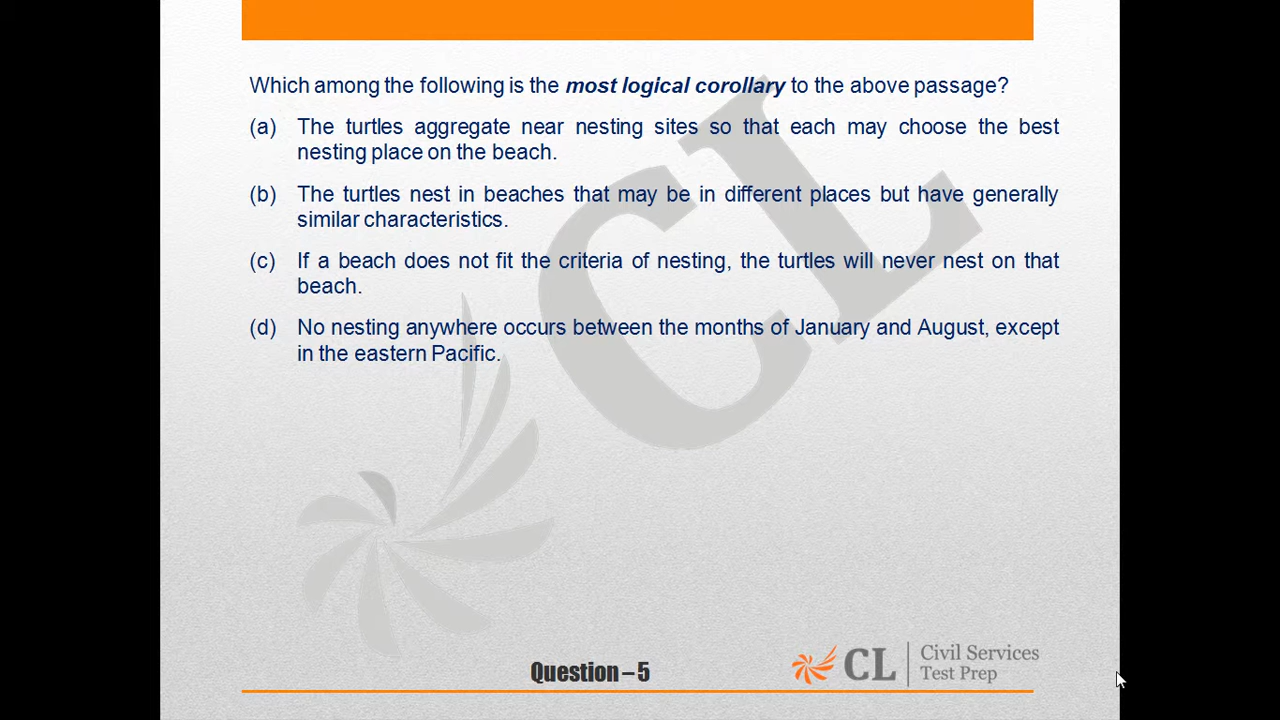 Which among the following is the most logical corollary to the above passage?
(a) The turtles aggregate near nesting sites so that each may choose the best
nesting place on the beach.
(b) The turtles nest in beaches that may be in different places but have generally
similar characteristics.
(c) If a beach does not fit the criteria of nesting, the turtles will never nest on that
beach.
(d) No nesting anywhere occurs between the months of January and August, except
in the eastern Pacific.
CL
Question – 5
CL Civil Services
Test Prep